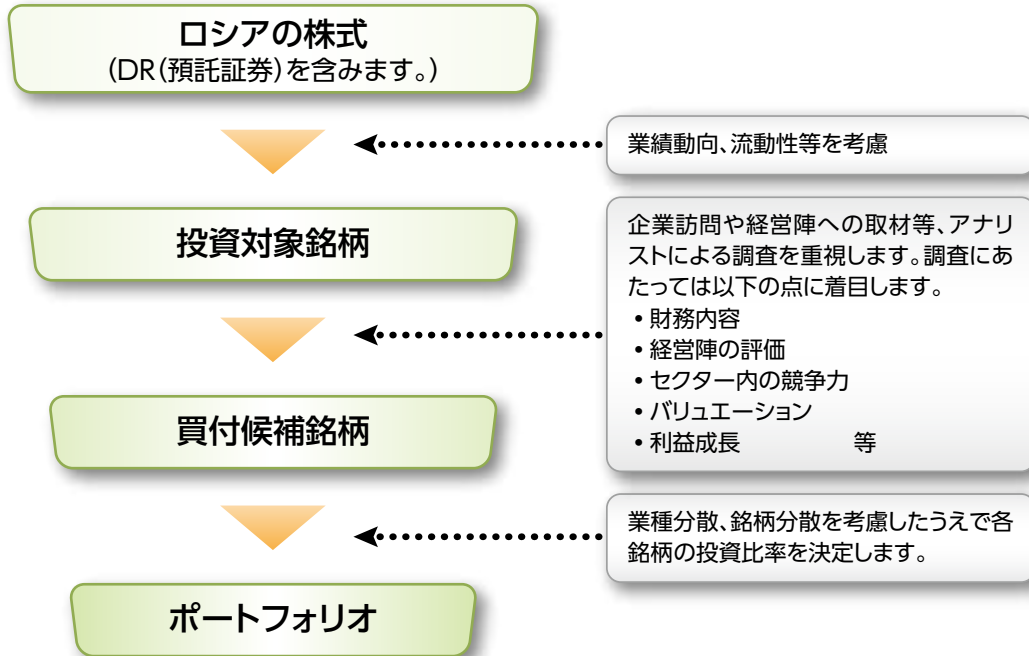 ロシアの株式
(DR(預託証券)を含みます。)
業績動向、流動性等を考慮
投資対象銘柄
企業訪問や経営陣への取材等、アナリ
ストによる調査を重視します。調査にあ
たっては以下の点に着目します。
• 財務内容
• 経営陣の評価
• セクター内の競争力
• バリュエーション
• 利益成長 等
買付候補銘柄
業種分散、銘柄分散を考慮したうえで各
銘柄の投資比率を決定します。
ポートフォリオ